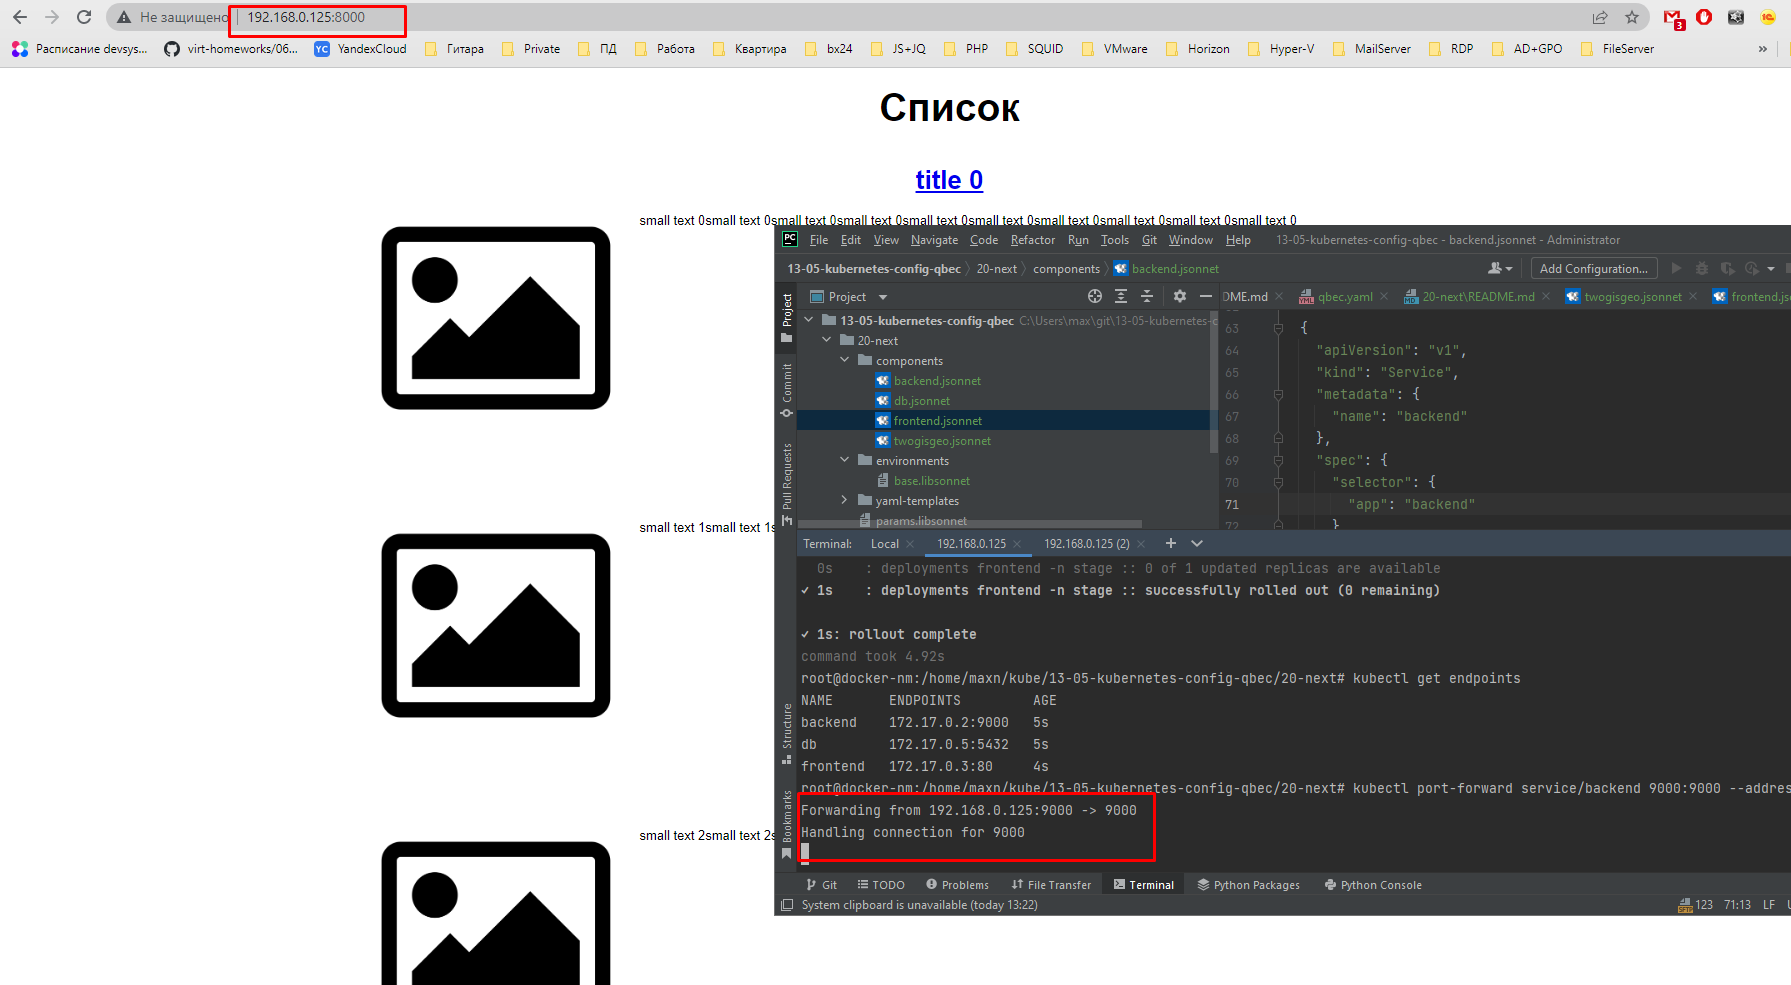 Не защищено | 192.168.0.125:8000
3
Расписание devsys... virt-homeworks/06... YC YandexCloud Гитара Private ПД Работа Квартира bx24 JS+JQ PHP SQUID VMware Horizon Hyper-V MailServer RDP AD+GPO FileServer »
Список
title 0
small text 0small text 0small text 0small text 0small text 0small text 0small text 0small text 0small text 0small text 0
small text 1small text 1s
small text 2small text 2s
PC File Edit View Navigate Code Refactor Run Tools Git Window Help 13-05-kubernetes-config-qbec - backend.jsonnet - Administrator
13-05-kubernetes-config-qbec 20-next components backend.jsonnet Add Configuration...
Project
DME.md qbec.yaml 20-next\README.md twogisgeo.jsonnet frontend.js
Project
Commit
Pull Requests
Structure
Bookmarks
13-05-kubernetes-config-qbec C:\Users\max\git\13-05-kubernetes-c
20-next
components
backend.jsonnet
db.jsonnet
frontend.jsonnet
twogisgeo.jsonnet
environments
base.libsonnet
yaml-templates
params.libsonnet
63 {
64 "apiVersion": "v1",
65 "kind": "Service",
66 "metadata": {
67 "name": "backend"
68 },
69 "spec": {
70 "selector": {
71 "app": "backend"
72 }
Terminal: Local 192.168.0.125 192.168.0.125 (2)
0s : deployments frontend -n stage :: 0 of 1 updated replicas are available
✔ 1s : deployments frontend -n stage :: successfully rolled out (0 remaining)
✔ 1s: rollout complete
command took 4.92s
root@docker-nm:/home/maxn/kube/13-05-kubernetes-config-qbec/20-next# kubectl get endpoints
NAME ENDPOINTS AGE
backend 172.17.0.2:9000 5s
db 172.17.0.5:5432 5s
frontend 172.17.0.3:80 4s
root@docker-nm:/home/maxn/kube/13-05-kubernetes-config-qbec/20-next# kubectl port-forward service/backend 9000:9000 --addres
Forwarding from 192.168.0.125:9000 -> 9000
Handling connection for 9000
Git TODO Problems File Transfer Terminal Python Packages Python Console
System clipboard is unavailable (today 13:22) 123 71:13 LF